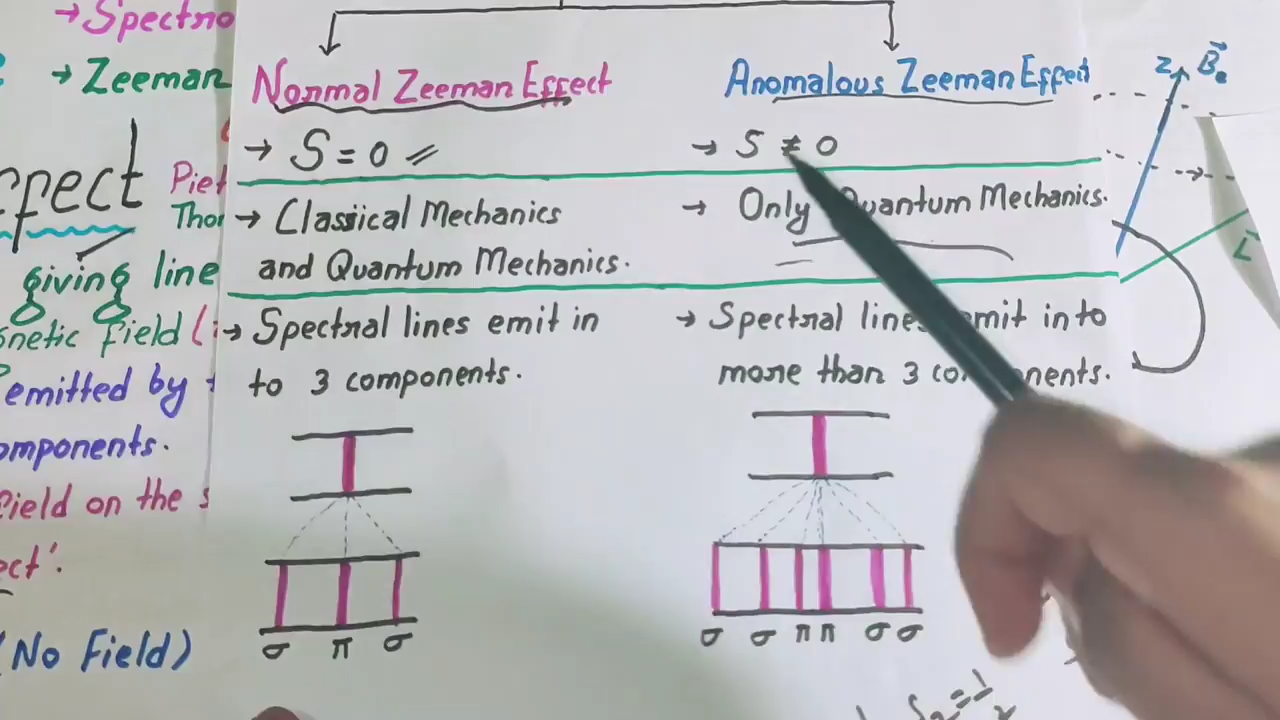 → Spectro
→ Zeeman
ffect
Piet
Tho
giving line
netic field (
emitted by
omponents.
field on the s
ect'.
(No Field)
Normal Zeeman Effect
→ S = 0
→ Classical Mechanics
and Quantum Mechanics.
→ Spectral lines emit in
to 3 components.
σ π σ
Anomalous Zeeman Effect
→ S ≠ 0
→ Only Quantum Mechanics.
→ Spectral lines emit into
more than 3 components.
σ σ π π σ σ
Z B⃗
L⃗